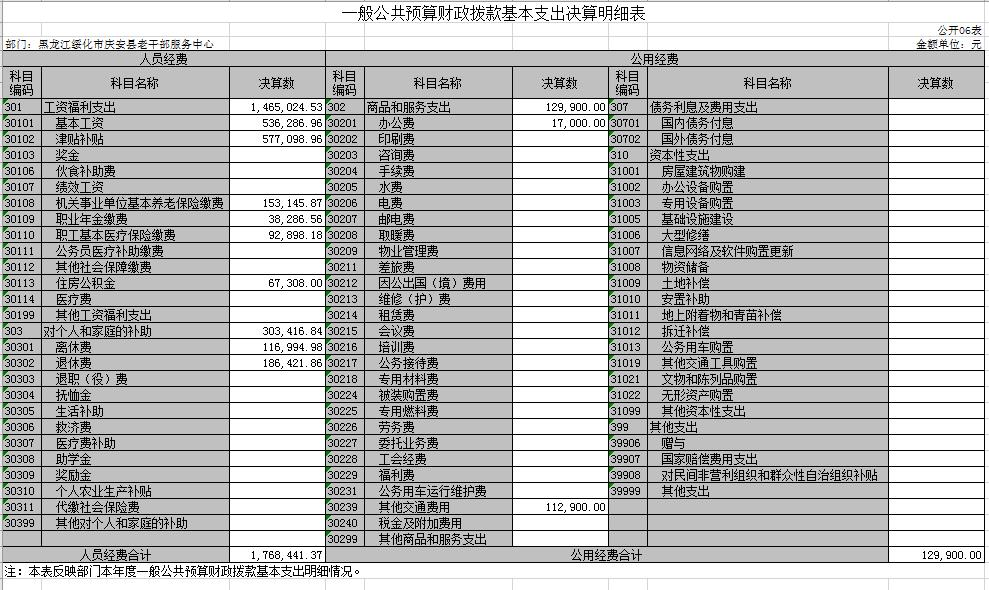 一般公共预算财政拨款基本支出决算明细表
公开06表
部门：黑龙江绥化市庆安县老干部服务中心 金额单位：元
人员经费 公用经费
科目编码 科目名称 决算数 科目编码 科目名称 决算数 科目编码 科目名称 决算数
301 工资福利支出 1,465,024.53 302 商品和服务支出 129,900.00 307 债务利息及费用支出
30101 基本工资 536,286.96 30201 办公费 17,000.00 30701 国内债务付息
30102 津贴补贴 577,098.96 30202 印刷费 30702 国外债务付息
30103 奖金 30203 咨询费 310 资本性支出
30106 伙食补助费 30204 手续费 31001 房屋建筑物购建
30107 绩效工资 30205 水费 31002 办公设备购置
30108 机关事业单位基本养老保险缴费 153,145.87 30206 电费 31003 专用设备购置
30109 职业年金缴费 38,286.56 30207 邮电费 31005 基础设施建设
30110 职工基本医疗保险缴费 92,898.18 30208 取暖费 31006 大型修缮
30111 公务员医疗补助缴费 30209 物业管理费 31007 信息网络及软件购置更新
30112 其他社会保障缴费 30211 差旅费 31008 物资储备
30113 住房公积金 67,308.00 30212 因公出国（境）费用 31009 土地补偿
30114 医疗费 30213 维修（护）费 31010 安置补助
30199 其他工资福利支出 30214 租赁费 31011 地上附着物和青苗补偿
303 对个人和家庭的补助 303,416.84 30215 会议费 31012 拆迁补偿
30301 离休费 116,994.98 30216 培训费 31013 公务用车购置
30302 退休费 186,421.86 30217 公务接待费 31019 其他交通工具购置
30303 退职（役）费 30218 专用材料费 31021 文物和陈列品购置
30304 抚恤金 30224 被装购置费 31022 无形资产购置
30305 生活补助 30225 专用燃料费 31099 其他资本性支出
30306 救济费 30226 劳务费 399 其他支出
30307 医疗费补助 30227 委托业务费 39906 赠与
30308 助学金 30228 工会经费 39907 国家赔偿费用支出
30309 奖励金 30229 福利费 39908 对民间非营利组织和群众性自治组织补贴
30310 个人农业生产补贴 30231 公务用车运行维护费 39999 其他支出
30311 代缴社会保险费 30239 其他交通费用 112,900.00
30399 其他对个人和家庭的补助 30240 税金及附加费用
30299 其他商品和服务支出
人员经费合计 1,768,441.37 公用经费合计 129,900.00
注：本表反映部门本年度一般公共预算财政拨款基本支出明细情况。